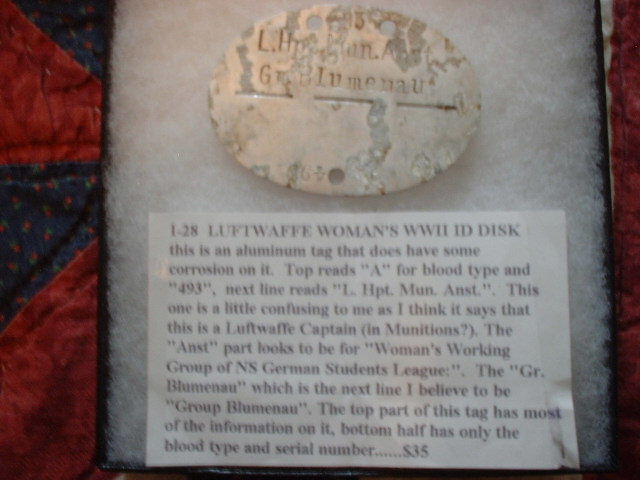 93
L.Hpt.Mun.Anst.
Gr.Blumenau
I-28 LUFTWAFFE WOMAN'S WWII ID DISK
this is an aluminum tag that does have some
corrosion on it. Top reads "A" for blood type and
"493", next line reads "L. Hpt. Mun. Anst.". This
one is a little confusing to me as I think it says that
this is a Luftwaffe Captain (in Munitions?). The
"Anst" part looks to be for "Woman's Working
Group of NS German Students League:". The "Gr.
Blumenau" which is the next line I believe to be
"Group Blumenau". The top part of this tag has most
of the information on it, bottom half has only the
blood type and serial number......$35